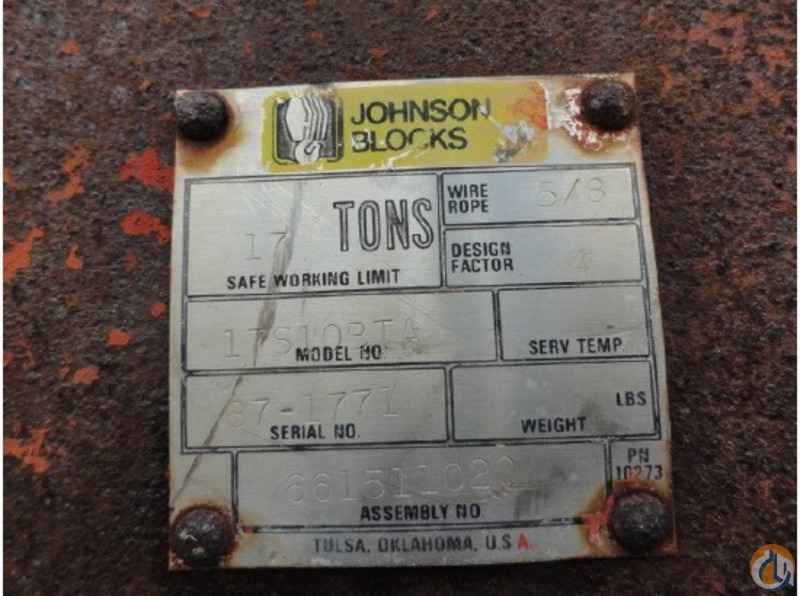 JOHNSON
BLOCKS
17 TONS
SAFE WORKING LIMIT
WIRE
ROPE 5/8
DESIGN
FACTOR 4
17S10BTA
MODEL NO
SERV TEMP
87-1771
SERIAL NO.
LBS
WEIGHT
ASSEMBLY NO
PN
10273
TULSA, OKLAHOMA, U.S.A.